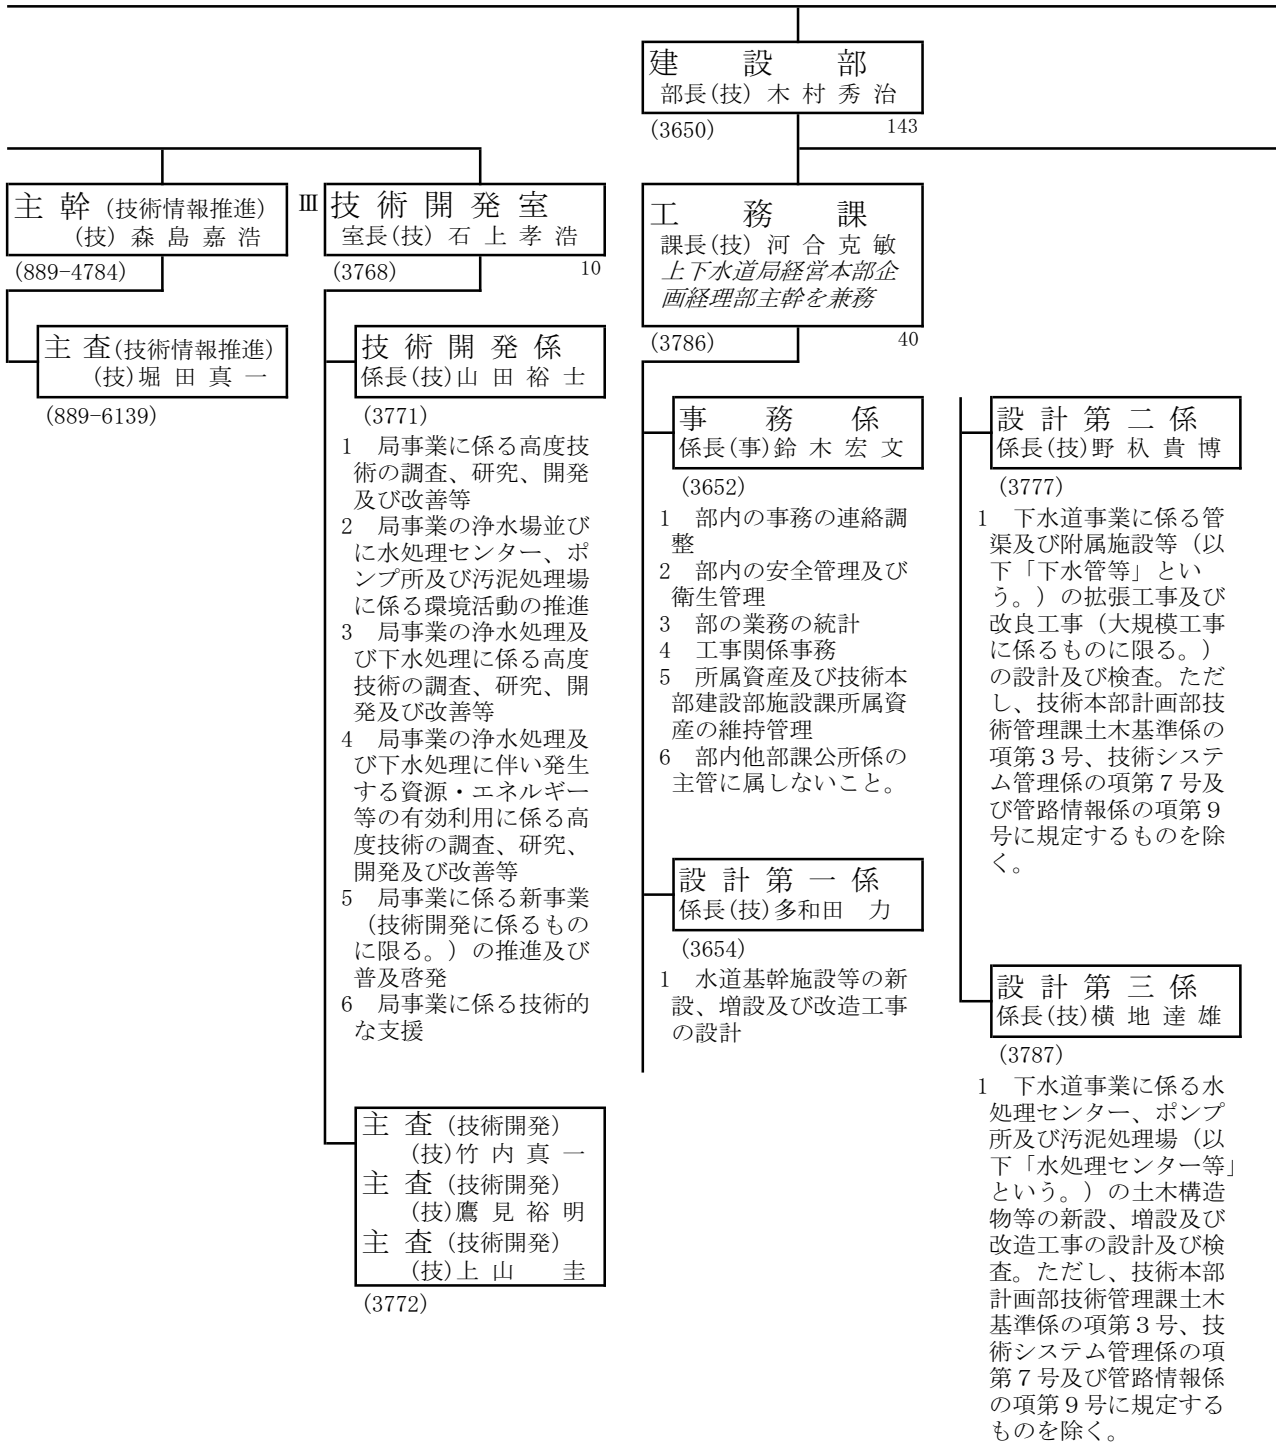 建設部
部長(技) 木村秀治
(3650) 143
主幹(技術情報推進)
(技) 森島嘉浩
(889-4784)
主査(技術情報推進)
(技)堀田真一
(889-6139)
Ⅲ 技術開発室
室長(技) 石上孝浩
(3768) 10
技術開発係
係長(技)山田裕士
(3771)
1 局事業に係る高度技
術の調査、研究、開発
及び改善等
2 局事業の浄水場並び
に水処理センター、ポ
ンプ所及び汚泥処理場
に係る環境活動の推進
3 局事業の浄水処理及
び下水処理に係る高度
技術の調査、研究、開
発及び改善等
4 局事業の浄水処理及
び下水処理に伴い発生
する資源・エネルギー
等の有効利用に係る高
度技術の調査、研究、
開発及び改善等
5 局事業に係る新事業
(技術開発に係るもの
に限る。)の推進及び
普及啓発
6 局事業に係る技術的
な支援
主査(技術開発)
(技)竹内真一
主査(技術開発)
(技)鷹見裕明
主査(技術開発)
(技)上山 圭
(3772)
工務課
課長(技) 河合克敏
上下水道局経営本部企
画経理部主幹を兼務
(3786) 40
事務係
係長(事)鈴木宏文
(3652)
1 部内の事務の連絡調
整
2 部内の安全管理及び
衛生管理
3 部の業務の統計
4 工事関係事務
5 所属資産及び技術本
部建設部施設課所属資
産の維持管理
6 部内他部課公所係の
主管に属しないこと。
設計第一係
係長(技)多和田 力
(3654)
1 水道基幹施設等の新
設、増設及び改造工事
の設計
設計第二係
係長(技)野杁貴博
(3777)
1 下水道事業に係る管
渠及び附属施設等(以
下「下水管等」とい
う。)の拡張工事及び
改良工事(大規模工事
に係るものに限る。)
の設計及び検査。ただ
し、技術本部計画部技
術管理課土木基準係の
項第3号、技術システ
ム管理係の項第7号及
び管路情報係の項第9
号に規定するものを除
く。
設計第三係
係長(技)横地達雄
(3787)
1 下水道事業に係る水
処理センター、ポンプ
所及び汚泥処理場(以
下「水処理センター等」
という。)の土木構造
物等の新設、増設及び
改造工事の設計及び検
査。ただし、技術本部
計画部技術管理課土木
基準係の項第3号、技
術システム管理係の項
第7号及び管路情報係
の項第9号に規定する
ものを除く。